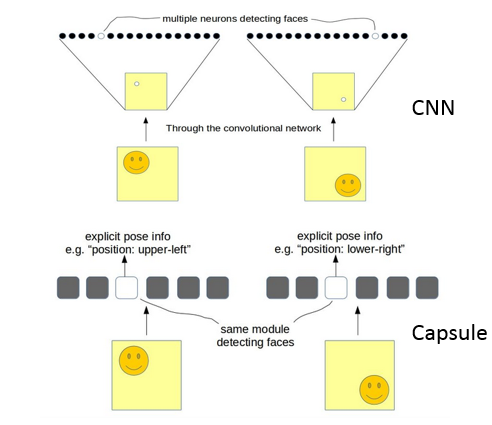 multiple neurons detecting faces
CNN
Through the convolutional network
explicit pose info
e.g. “position: upper-left”
explicit pose info
e.g. “position: lower-right”
same module
detecting faces
Capsule